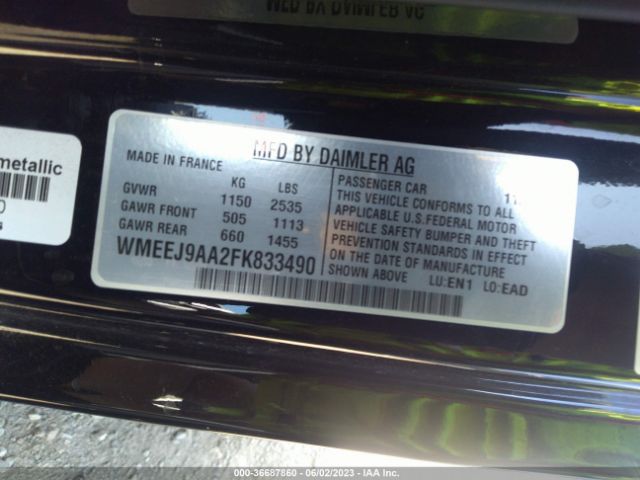 metallic
MFD BY DAIMLER AG
MADE IN FRANCE
KG LBS
GVWR 1150 2535
GAWR FRONT 505 1113
GAWR REAR 660 1455
WMEEJ9AA2FK833490
PASSENGER CAR 11
THIS VEHICLE CONFORMS TO ALL
APPLICABLE U.S.FEDERAL MOTOR
VEHICLE SAFETY BUMPER AND THEFT
PREVENTION STANDARDS IN EFFECT
ON THE DATE OF MANUFACTURE
SHOWN ABOVE LU:EN1 LO:EAD
000-36687860 | 06/02/2023 | IAA Inc.